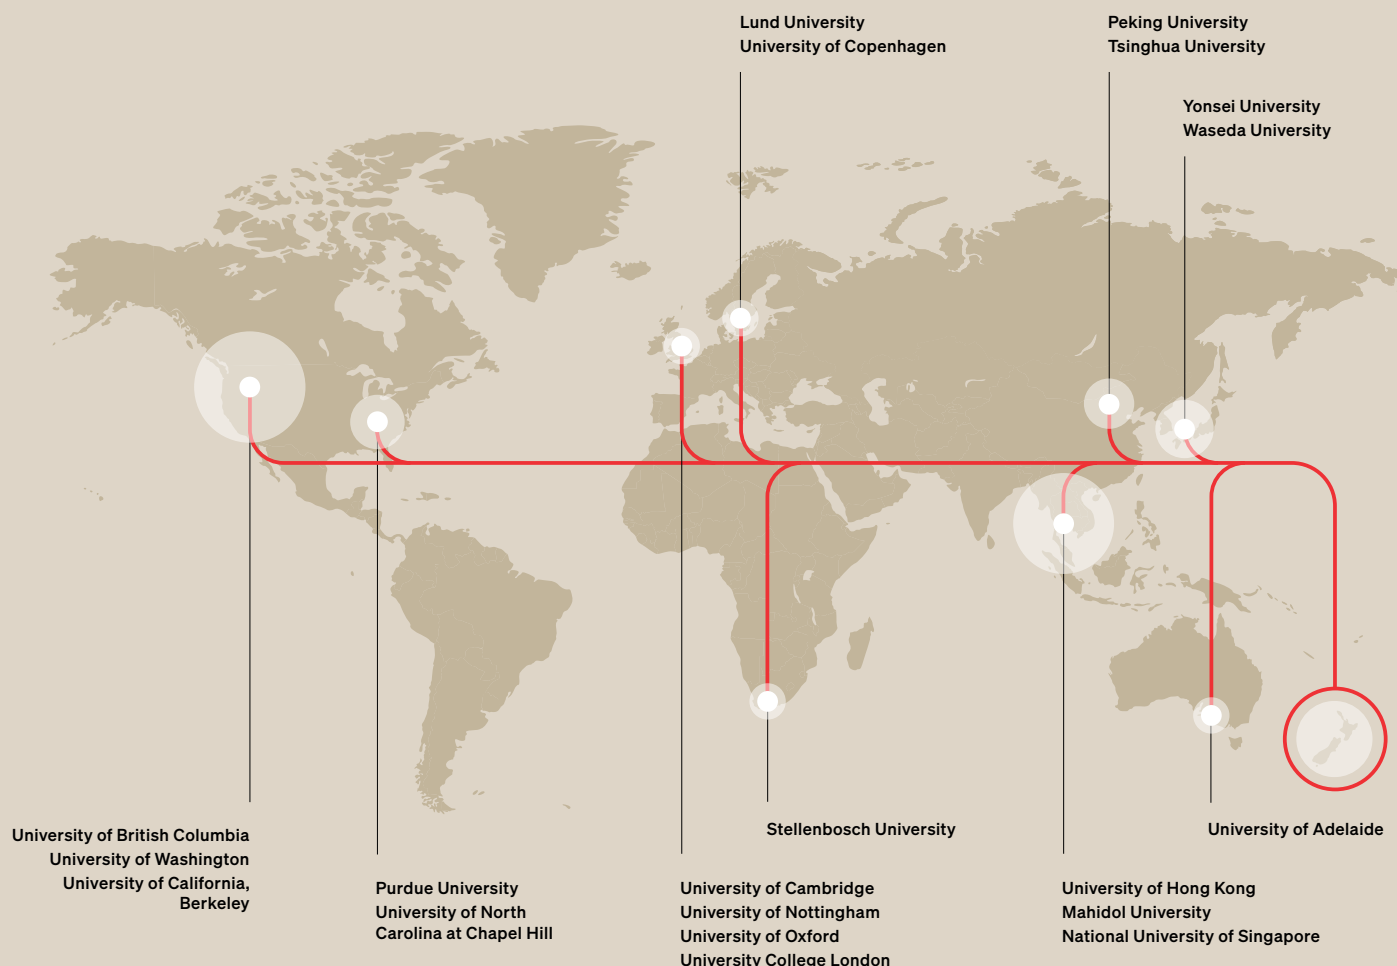 Lund University
University of Copenhagen
Peking University
Tsinghua University
Yonsei University
Waseda University
University of British Columbia
University of Washington
University of California,
Berkeley
Purdue University
University of North
Carolina at Chapel Hill
University of Cambridge
University of Nottingham
University of Oxford
University College London
Stellenbosch University
University of Hong Kong
Mahidol University
National University of Singapore
University of Adelaide